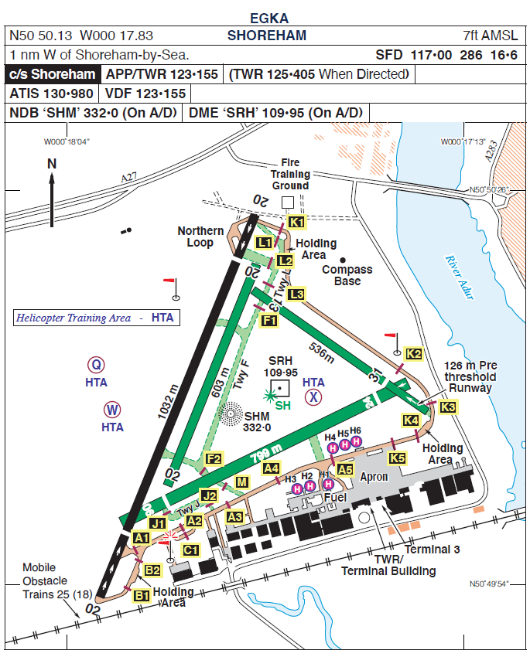 EGKA
N50 50.13 W000 17.83 SHOREHAM 7ft AMSL
1 nm W of Shoreham-by-Sea. SFD 117·00 286 16·6
c/s Shoreham APP/TWR 123·155 (TWR 125·405 When Directed)
ATIS 130·980 VDF 123·155
NDB 'SHM' 332·0 (On A/D) DME 'SRH' 109·95 (On A/D)
W000°18'04" W000°17'13"
N
A27
A283
Fire
Training
Ground
N50°50'26"
20
K1
Northern
Loop
L1
Holding
Area
L2
20
Compass
Base
River Adur
Twy L
L3
13
F1
Helicopter Training Area - HTA
536m
K2
Q
HTA
603 m
Twy F
SRH
109·95
HTA
X
31
126 m Pre
threshold
Runway
1032 m
W
HTA
SH
SHM
332·0
K3
K4
H4 H5 H6
H H H
Holding
Area
799 m
F2
02
A4
A5
K5
M
H3 H2 H1
H H H
Apron
J2
Fuel
Twy J
J1
A2
A3
A1
C1
Terminal 3
TWR/
Terminal Building
Mobile
Obstacle
Trains 25 (18)
B2
B1
Holding
Area
02
N50°49'54"